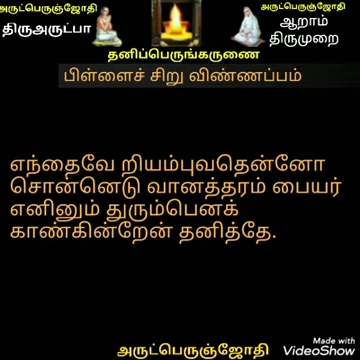 அருட்பெருஞ்ஜோதி
அருட்பெருஞ்ஜோதி
திருஅருட்பா
ஆறாம்
திருமுறை
தனிப்பெருங்கருணை
பிள்ளைச் சிறு விண்ணப்பம்
எந்தைவே றியம்புவதென்னோ
சொன்னெடு வானத்தரம் பையர்
எனினும் துரும்பெனக்
காண்கின்றேன் தனித்தே.
அருட்பெருஞ்ஜோதி
Made with
VideoShow